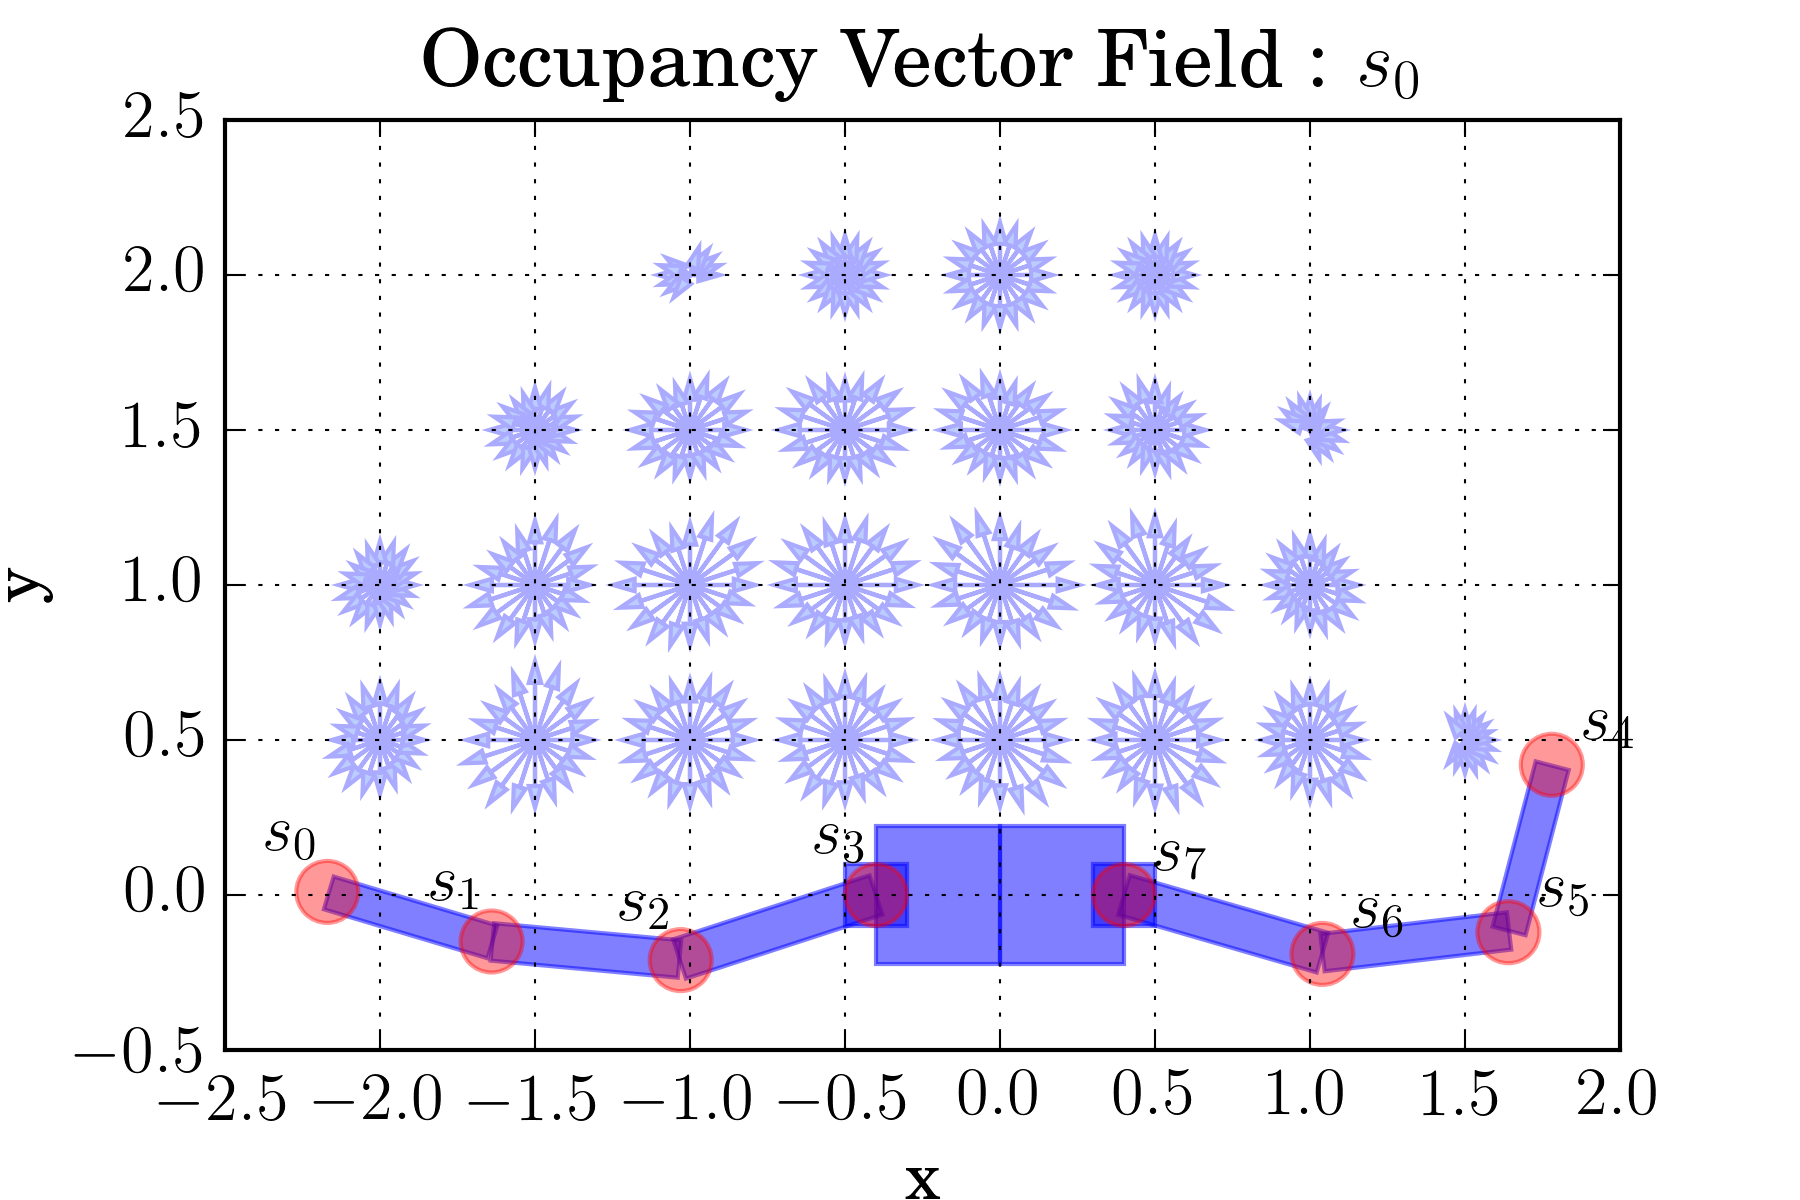 Occupancy Vector Field : s₀
2.5
2.0
1.5
1.0
0.5
0.0
−0.5
y
s₀
s₁
s₂
s₃
s₇
s₆
s₅
s₄
−2.5 −2.0 −1.5 −1.0 −0.5 0.0 0.5 1.0 1.5 2.0
x